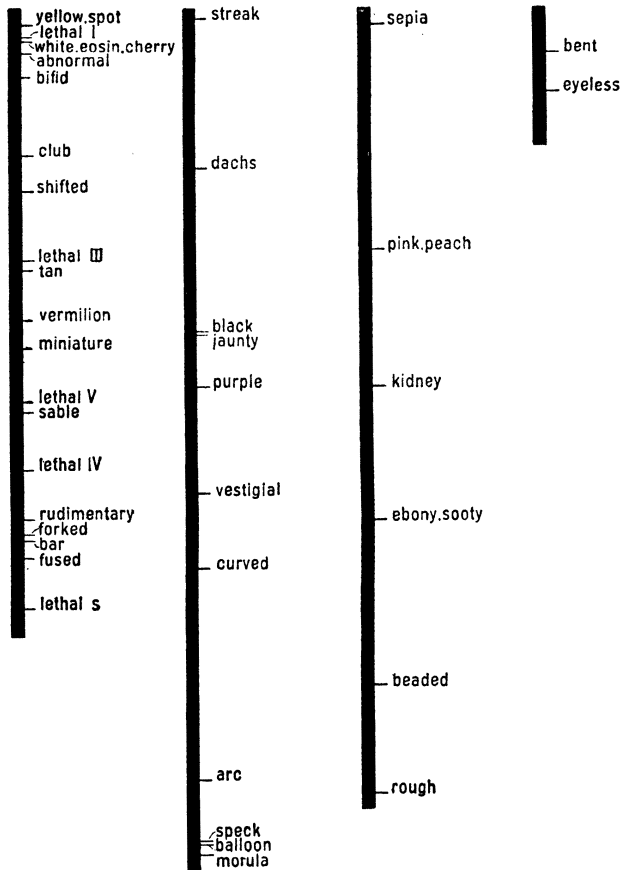 yellow.spot
lethal I
white.eosin.cherry
abnormal
bifid
club
shifted
lethal III
tan
vermilion
miniature
lethal V
sable
lethal IV
rudimentary
forked
bar
fused
lethal s
streak
dachs
black
jaunty
purple
vestigial
curved
arc
speck
balloon
morula
sepia
pink.peach
kidney
ebony.sooty
beaded
rough
bent
eyeless